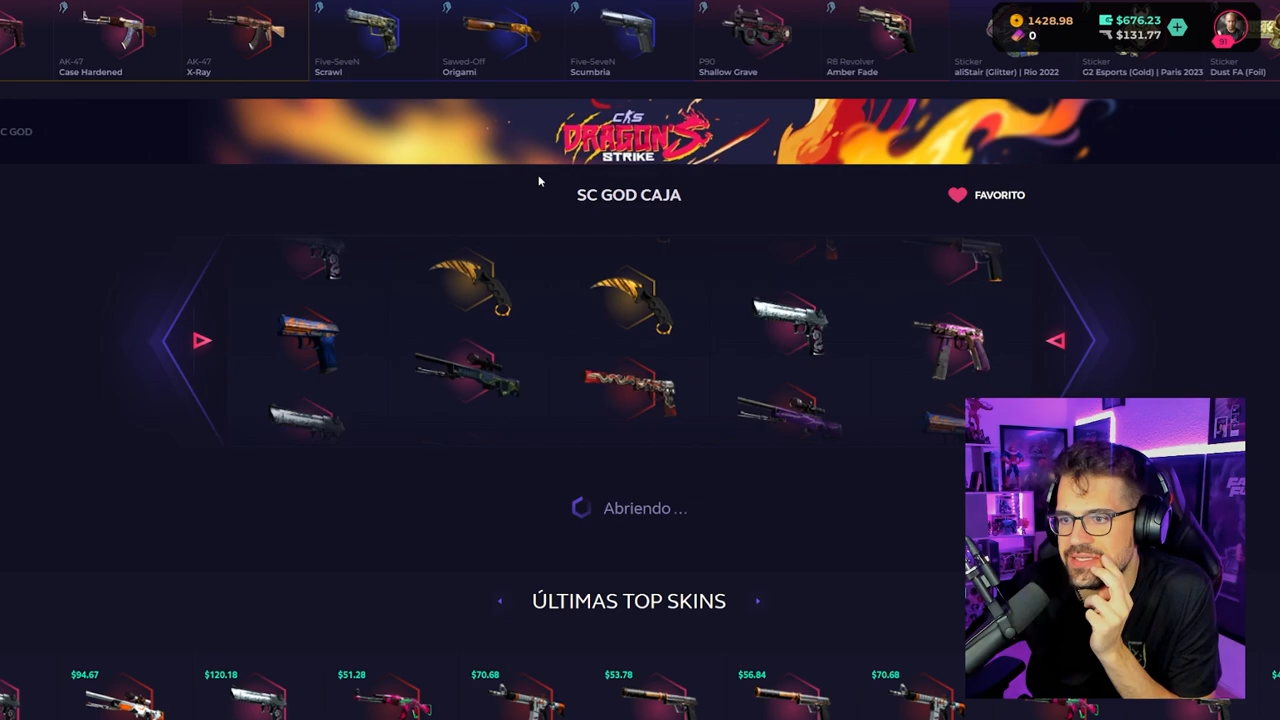 AK-47
Case Hardened
AK-47
X-Ray
Five-SeveN
Scrawl
Sawed-Off
Origami
Five-SeveN
Scumbria
P90
Shallow Grave
R8 Revolver
Amber Fade
Sticker
aliStair (Glitter) | Rio 2022
Sticker
G2 Esports (Gold) | Paris 2023
Sticker
Dust FA (Foil)
1428.98
0
$676.23
$131.77
91
C GOD
CS
DRAGON'S
STRIKE
SC GOD CAJA
FAVORITO
Abriendo ...
ÚLTIMAS TOP SKINS
$94.67
$120.18
$51.28
$70.68
$53.78
$56.84
$70.68